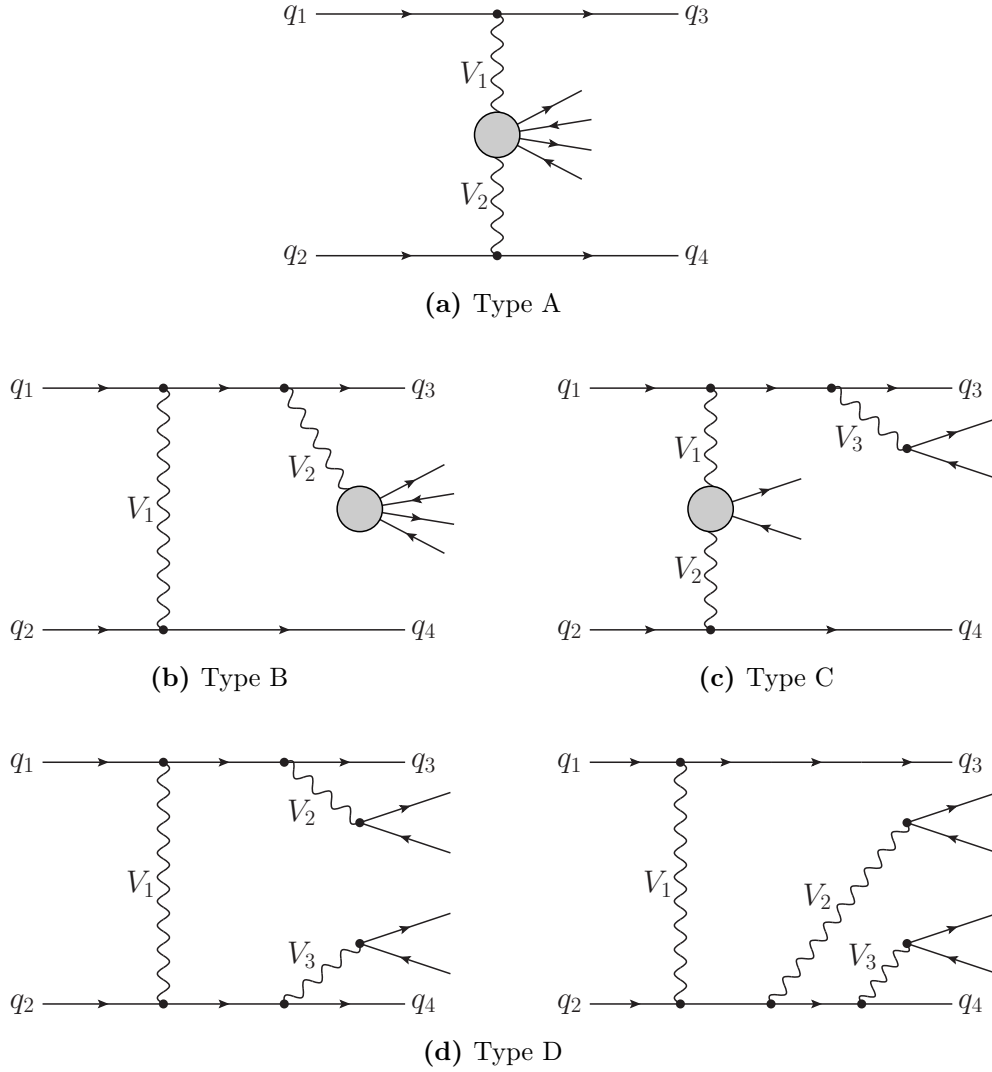 q1 q3
V1
V2
q2 q4
(a) Type A
q1 q3 q1 q3
V2 V3
V1 V1
V2
q2 q4 q2 q4
(b) Type B (c) Type C
q1 q3 q1 q3
V2
V1 V1 V2
V3 V3
q2 q4 q2 q4
(d) Type D